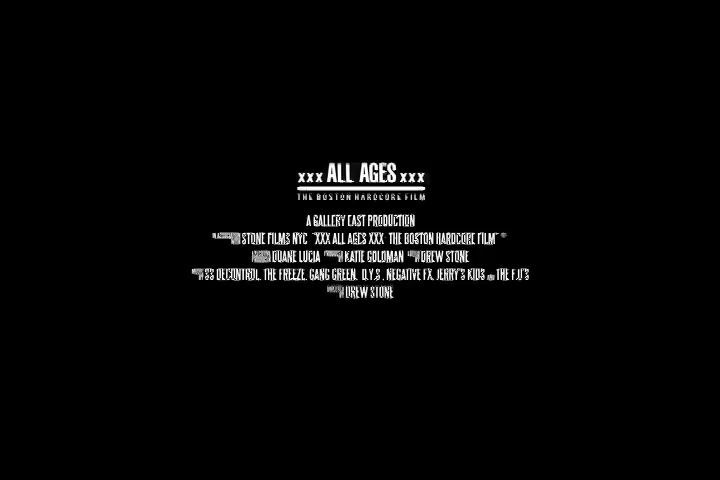 XXX ALL AGES XXX
THE BOSTON HARDCORE FILM
A GALLERY EAST PRODUCTION
STONE FILMS NYC "XXX ALL AGES XXX THE BOSTON HARDCORE FILM"
DUANE LUCIA KATIE GOLDMAN DREW STONE
SS DECONTROL, THE FREEZE, GANG GREEN, D.Y.S., NEGATIVE FX, JERRY'S KIDS AND THE F.U'S
DREW STONE